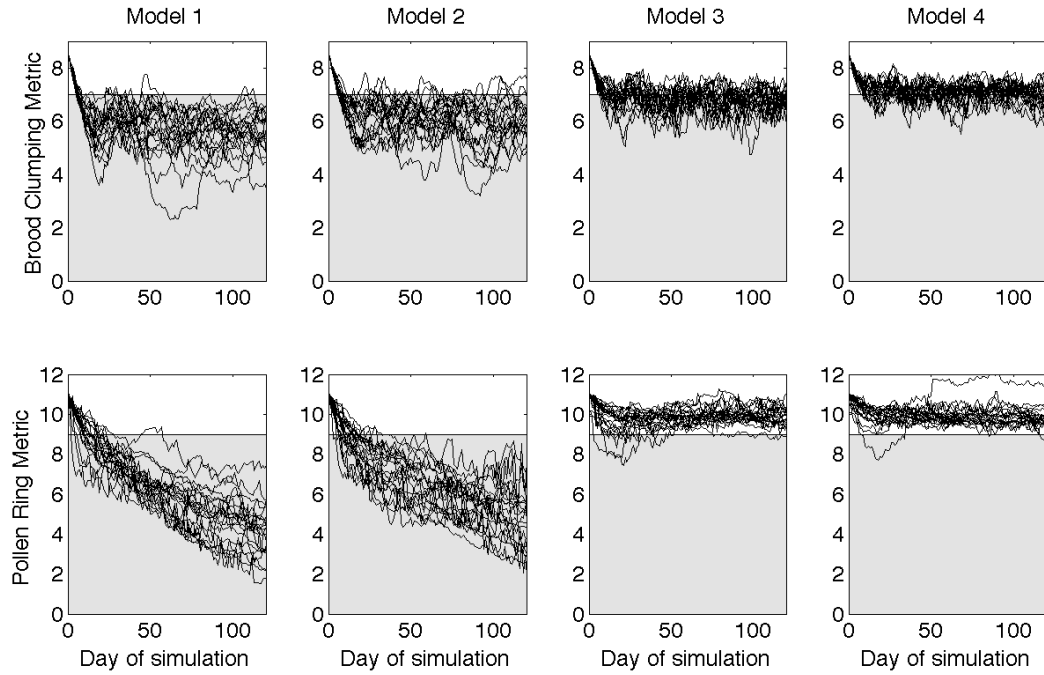 Model 1 Model 2 Model 3 Model 4
Brood Clumping Metric
8 8 8 8
6 6 6 6
4 4 4 4
2 2 2 2
0 0 0 0
0 50 100 0 50 100 0 50 100 0 50 100
Pollen Ring Metric
12 12 12 12
10 10 10 10
8 8 8 8
6 6 6 6
4 4 4 4
2 2 2 2
0 0 0 0
0 50 100 0 50 100 0 50 100 0 50 100
Day of simulation Day of simulation Day of simulation Day of simulation